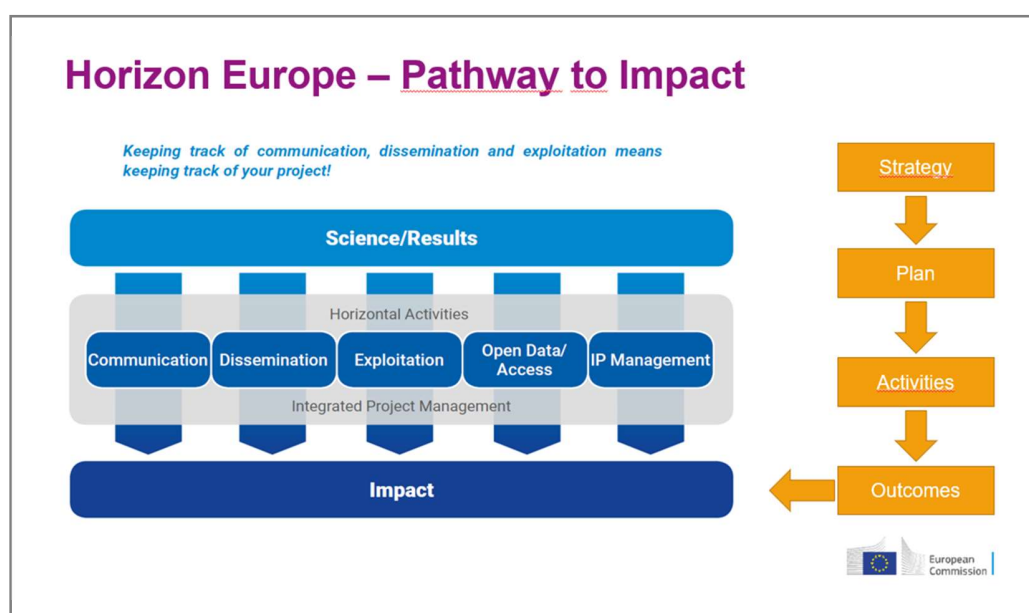 Horizon Europe – Pathway to Impact
Keeping track of communication, dissemination and exploitation means
keeping track of your project!
Science/Results
Horizontal Activities
Communication
Dissemination
Exploitation
Open Data/
Access
IP Management
Integrated Project Management
Impact
Strategy
Plan
Activities
Outcomes
European
Commission